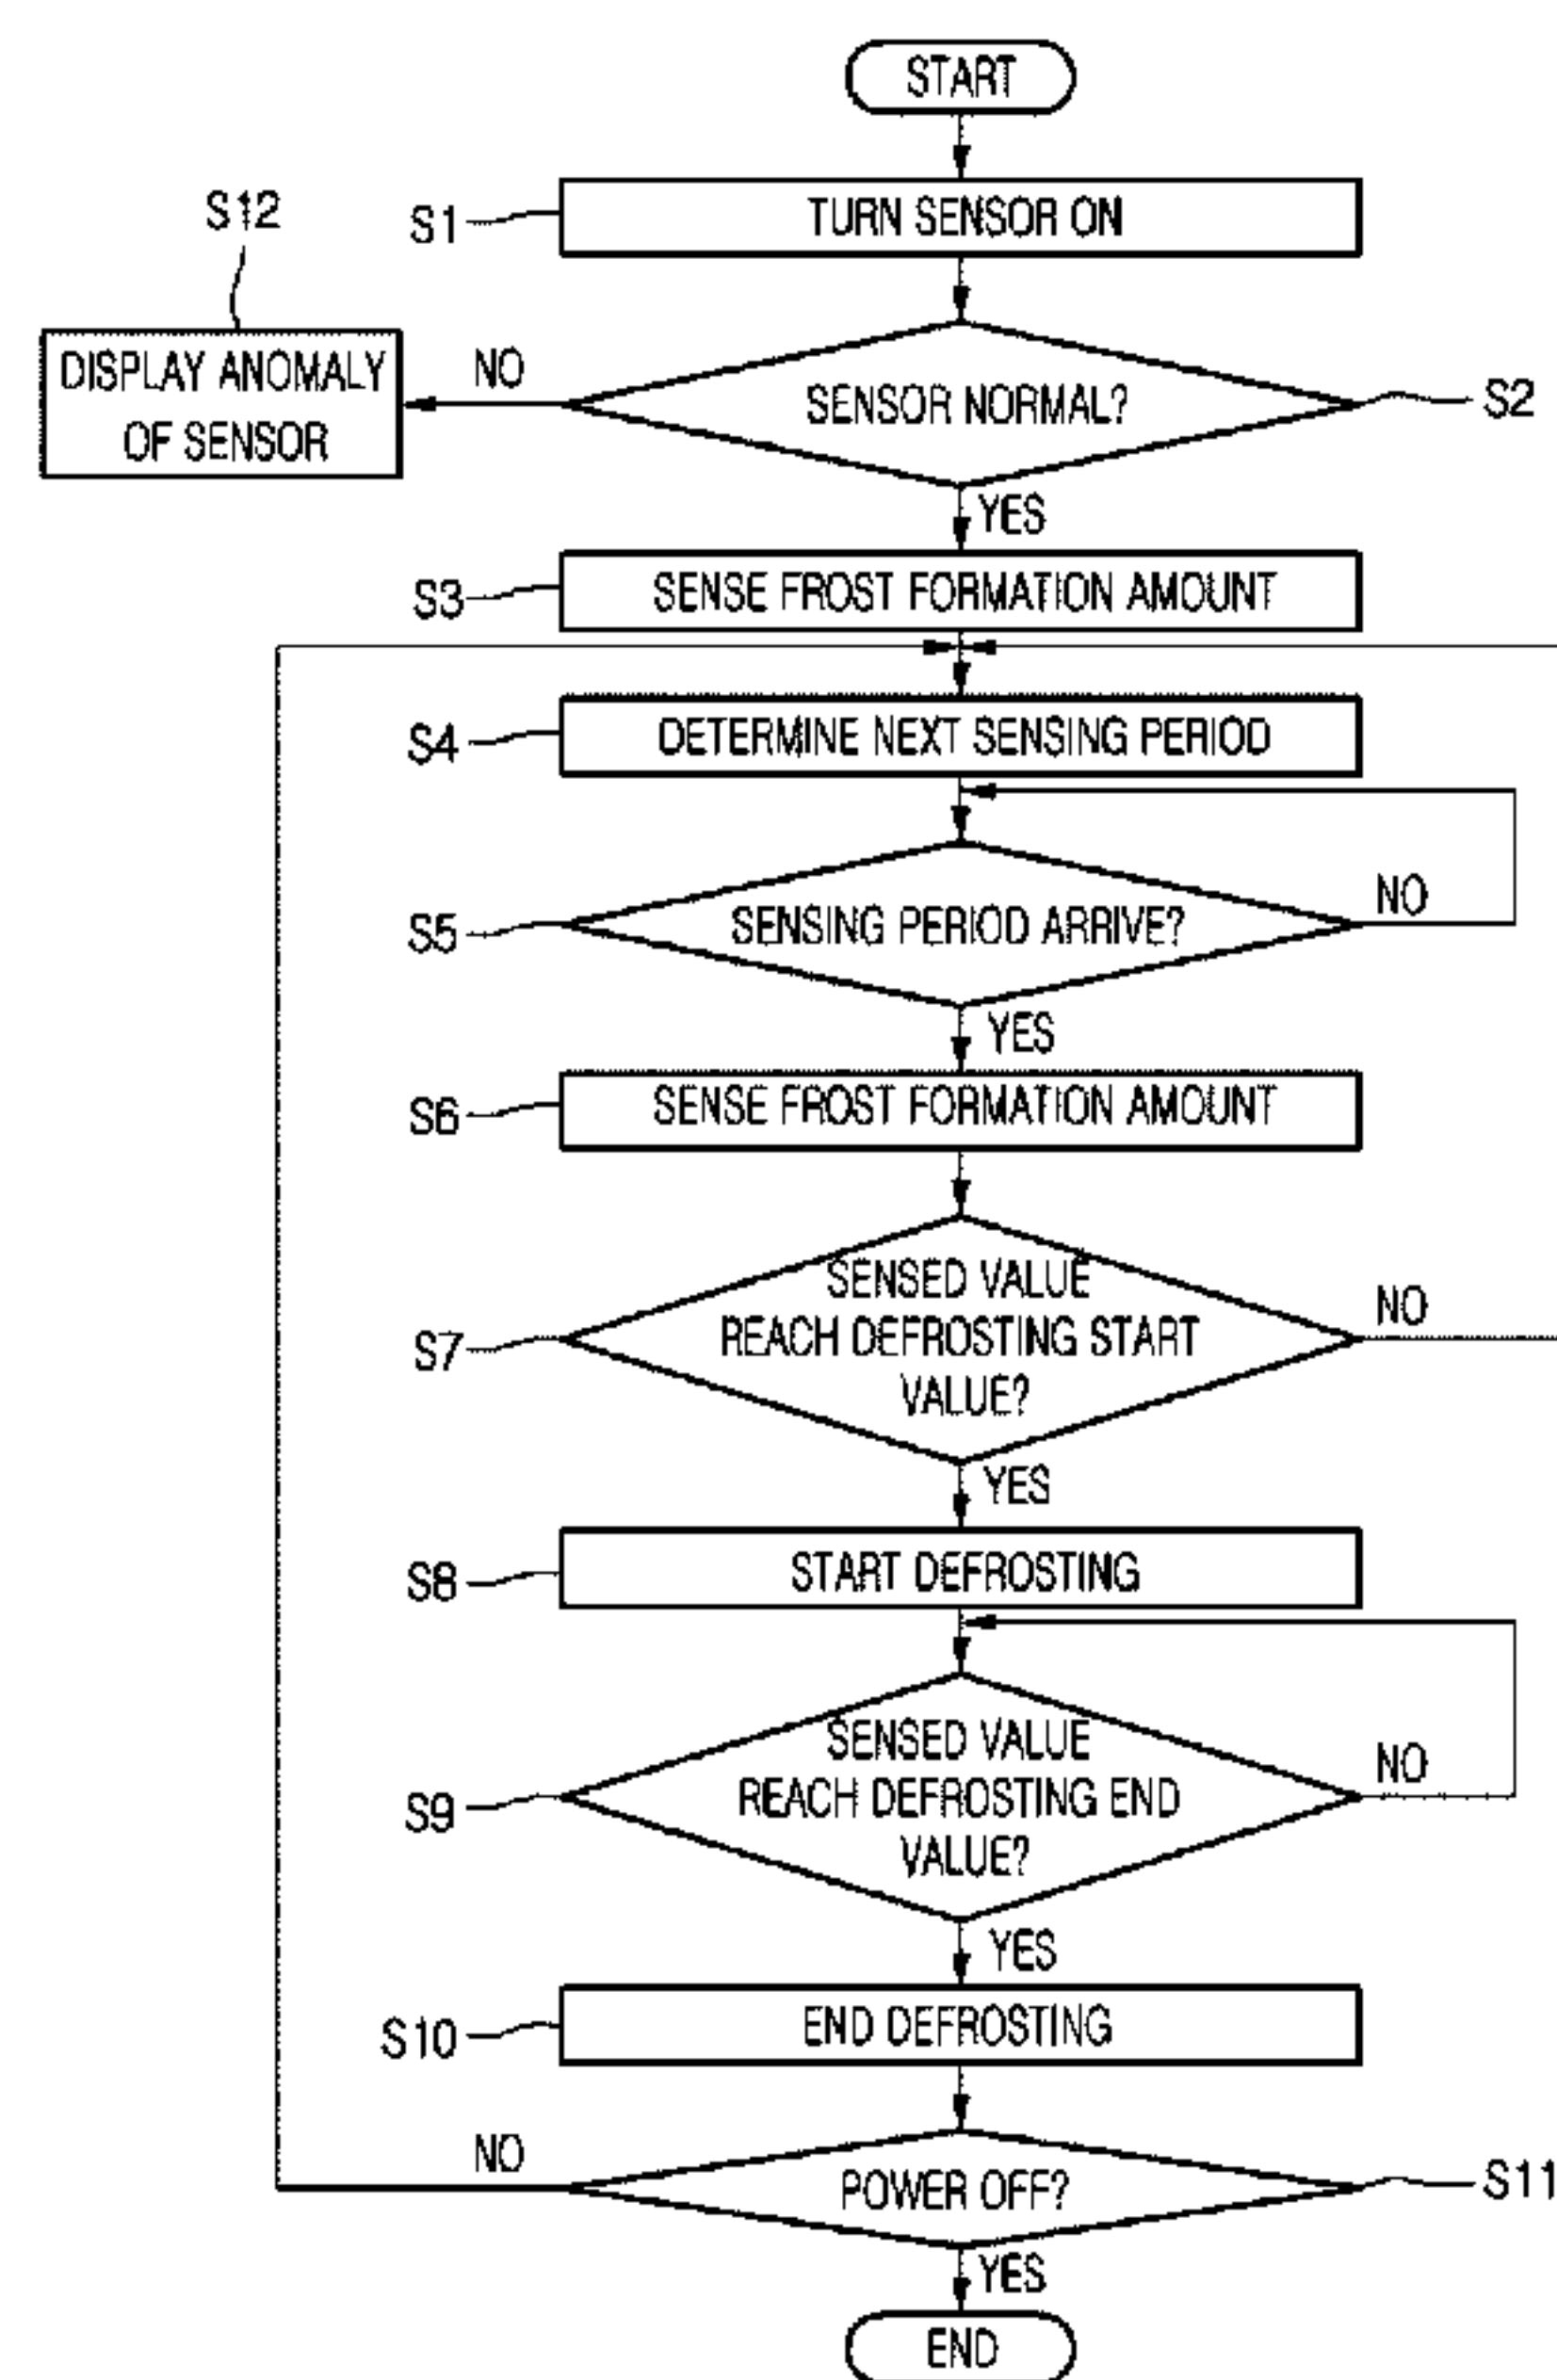 START
S1
TURN SENSOR ON
S12
DISPLAY ANOMALY
OF SENSOR
NO
SENSOR NORMAL?
S2
YES
S3
SENSE FROST FORMATION AMOUNT
S4
DETERMINE NEXT SENSING PERIOD
S5
SENSING PERIOD ARRIVE?
NO
YES
S6
SENSE FROST FORMATION AMOUNT
S7
SENSED VALUE
REACH DEFROSTING START
VALUE?
NO
YES
S8
START DEFROSTING
S9
SENSED VALUE
REACH DEFROSTING END
VALUE?
NO
YES
S10
END DEFROSTING
NO
POWER OFF?
S11
YES
END